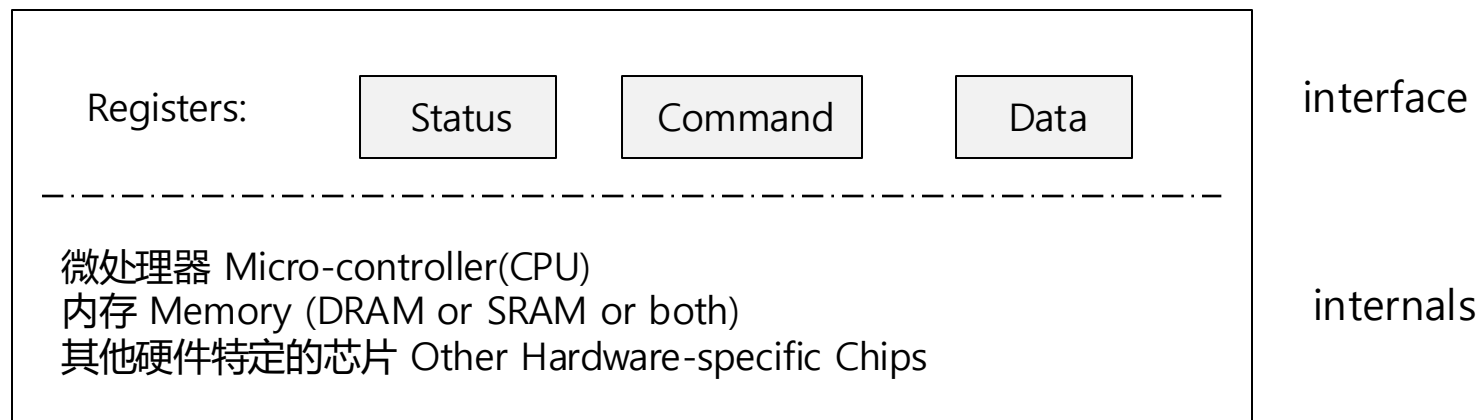 Registers: Status Command Data
interface
微处理器 Micro-controller(CPU)
内存 Memory (DRAM or SRAM or both)
其他硬件特定的芯片 Other Hardware-specific Chips
internals